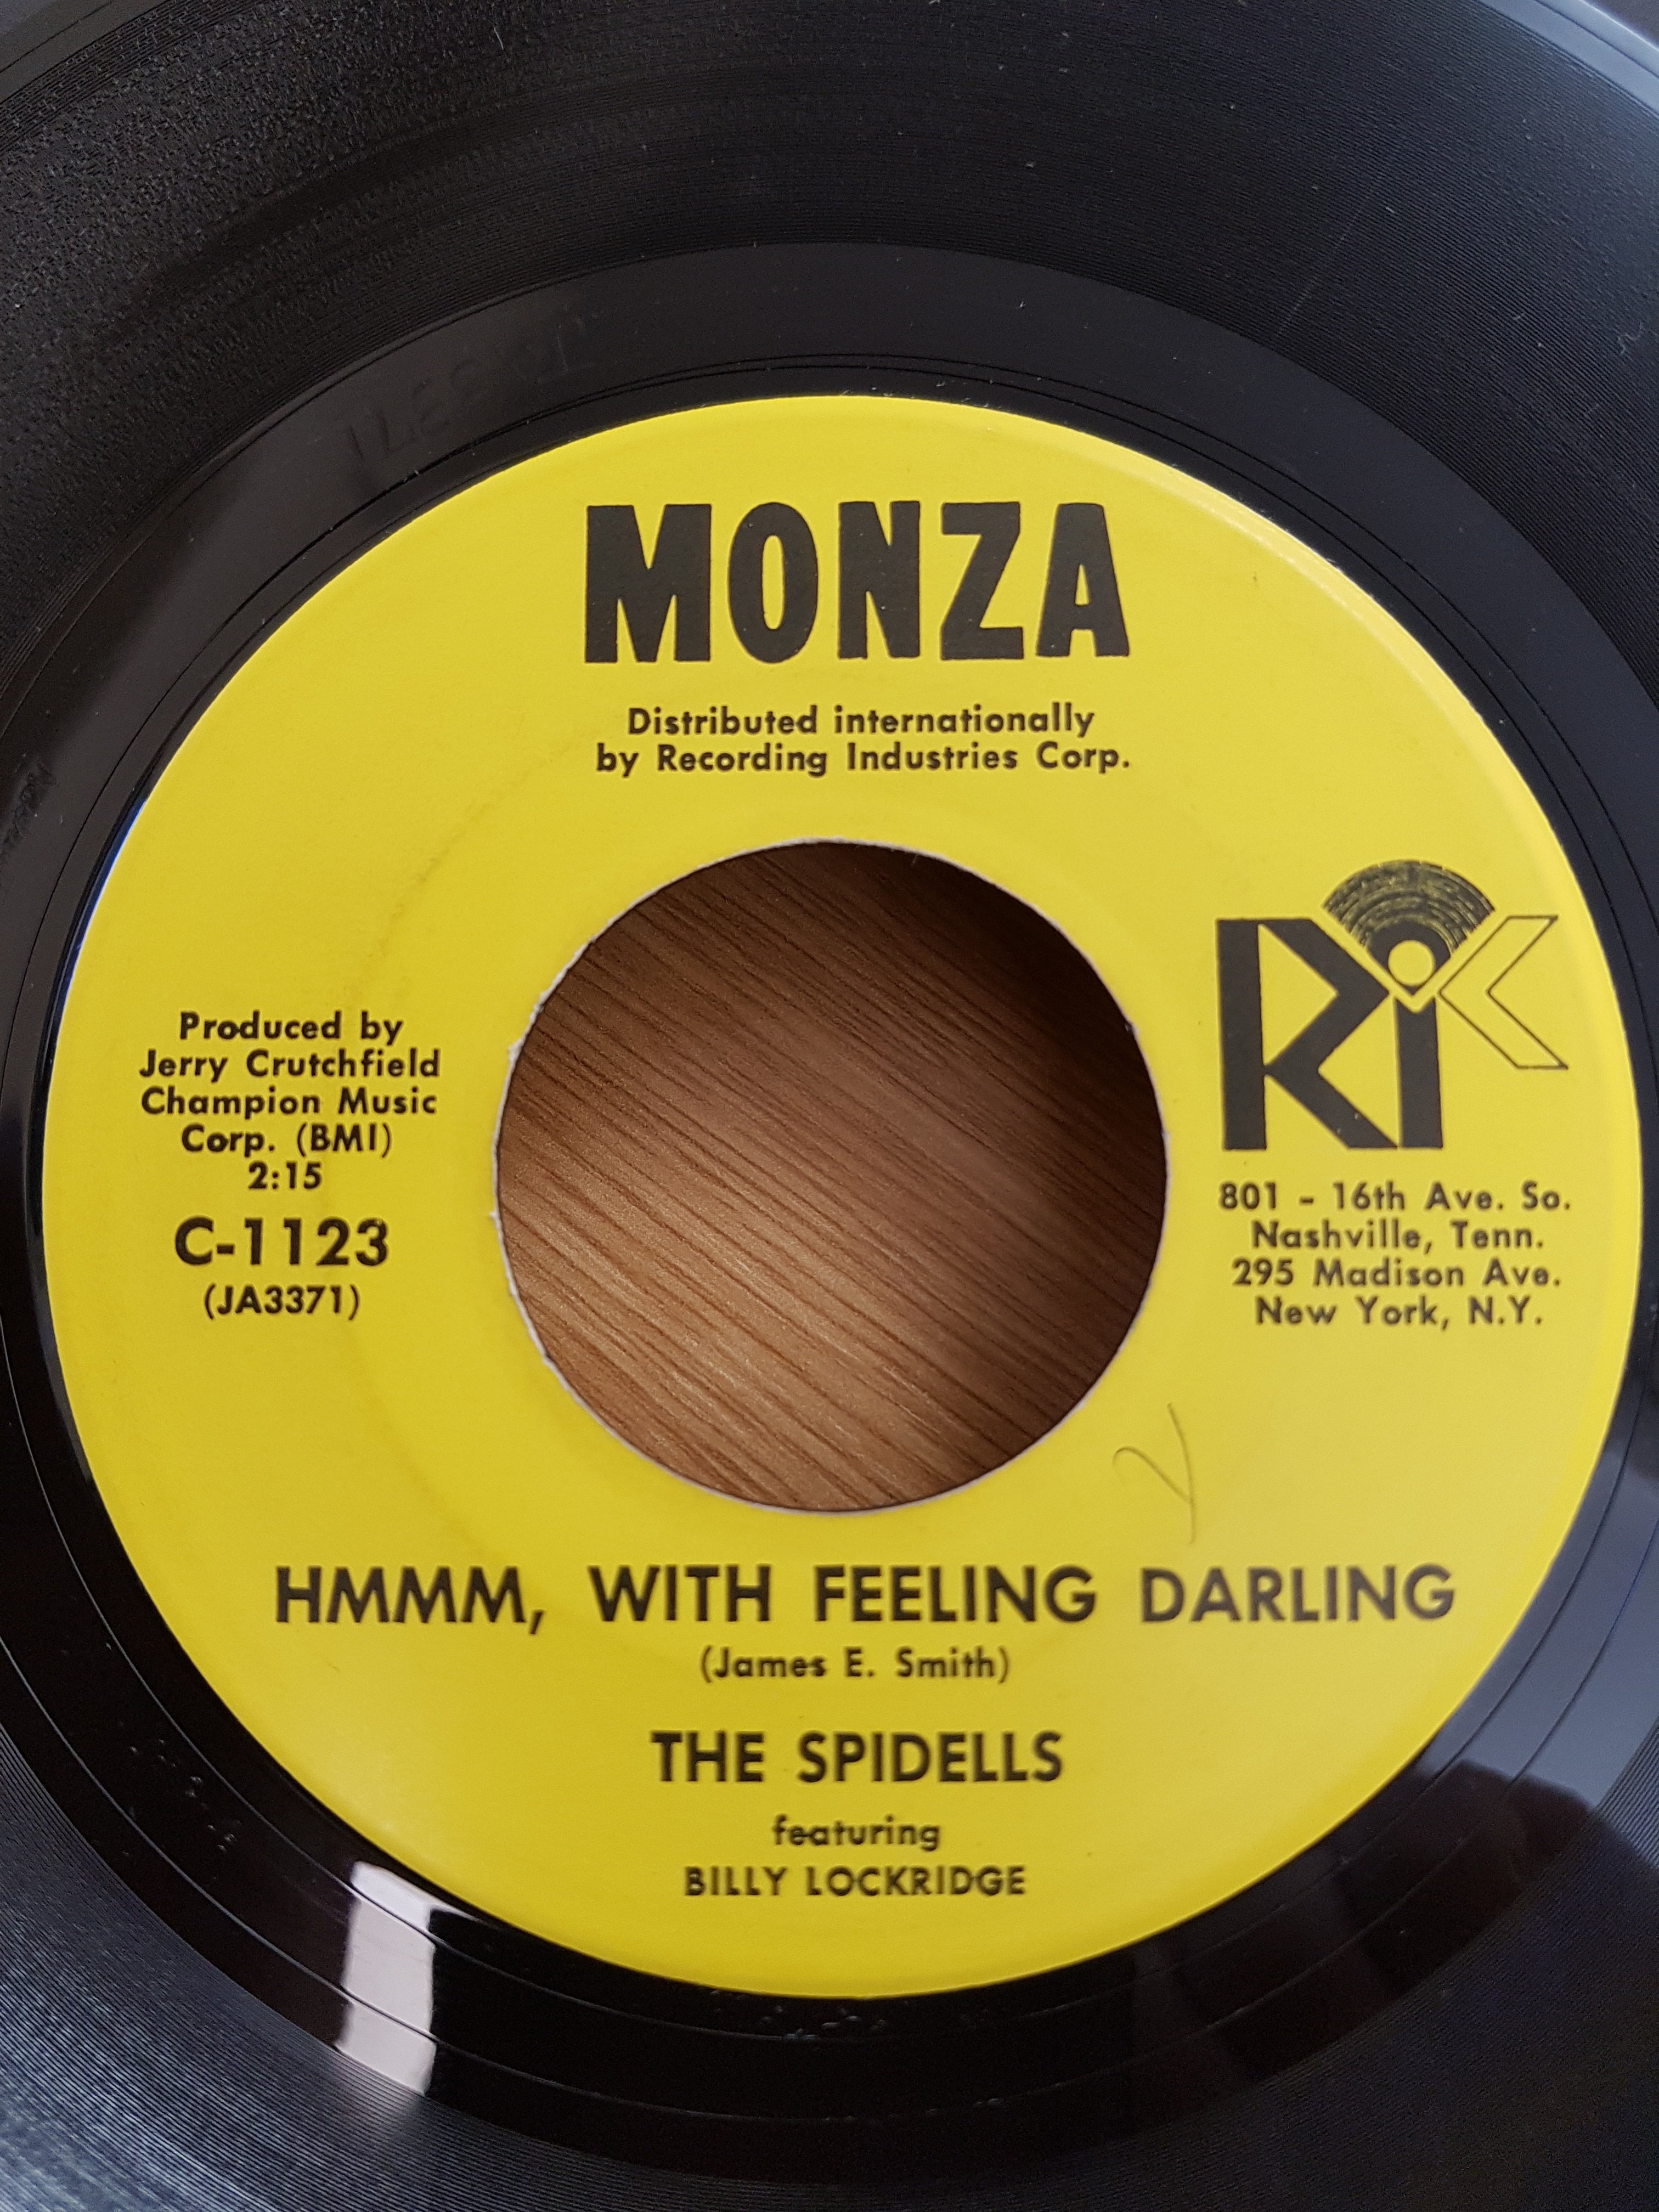 MONZA
Distributed internationally
by Recording Industries Corp.
Produced by
Jerry Crutchfield
Champion Music
Corp. (BMI)
2:15
C-1123
(JA3371)
RIC
801 - 16th Ave. So.
Nashville, Tenn.
295 Madison Ave.
New York, N.Y.
HMMM, WITH FEELING DARLING
(James E. Smith)
THE SPIDELLS
featuring
BILLY LOCKRIDGE